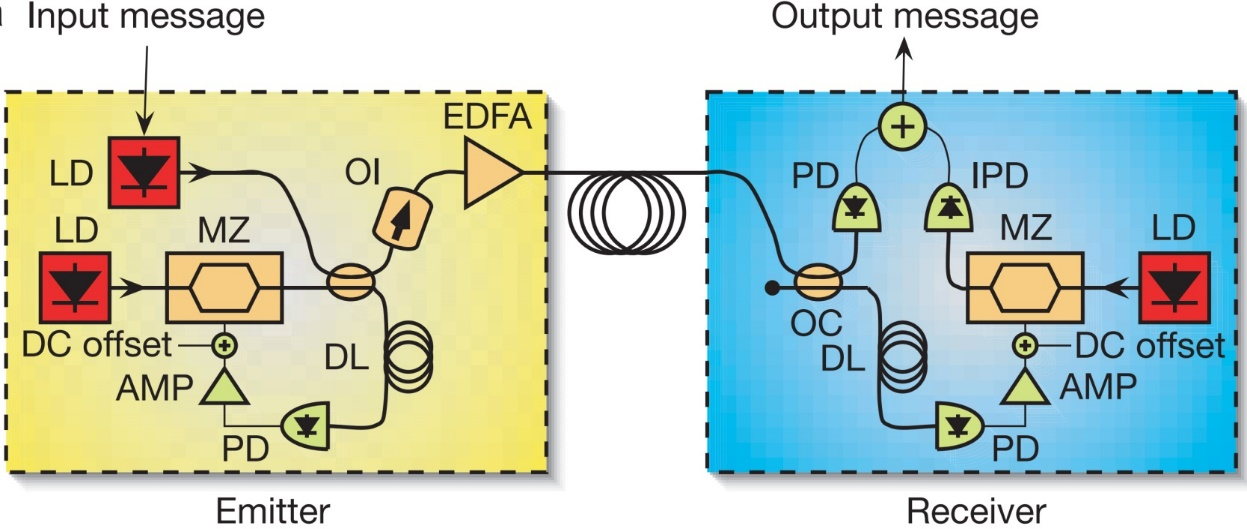 a Input message
Output message
EDFA
LD
OI
PD
IPD
LD
MZ
MZ
LD
DC offset
DL
OC
DL
DC offset
AMP
AMP
PD
PD
Emitter
Receiver